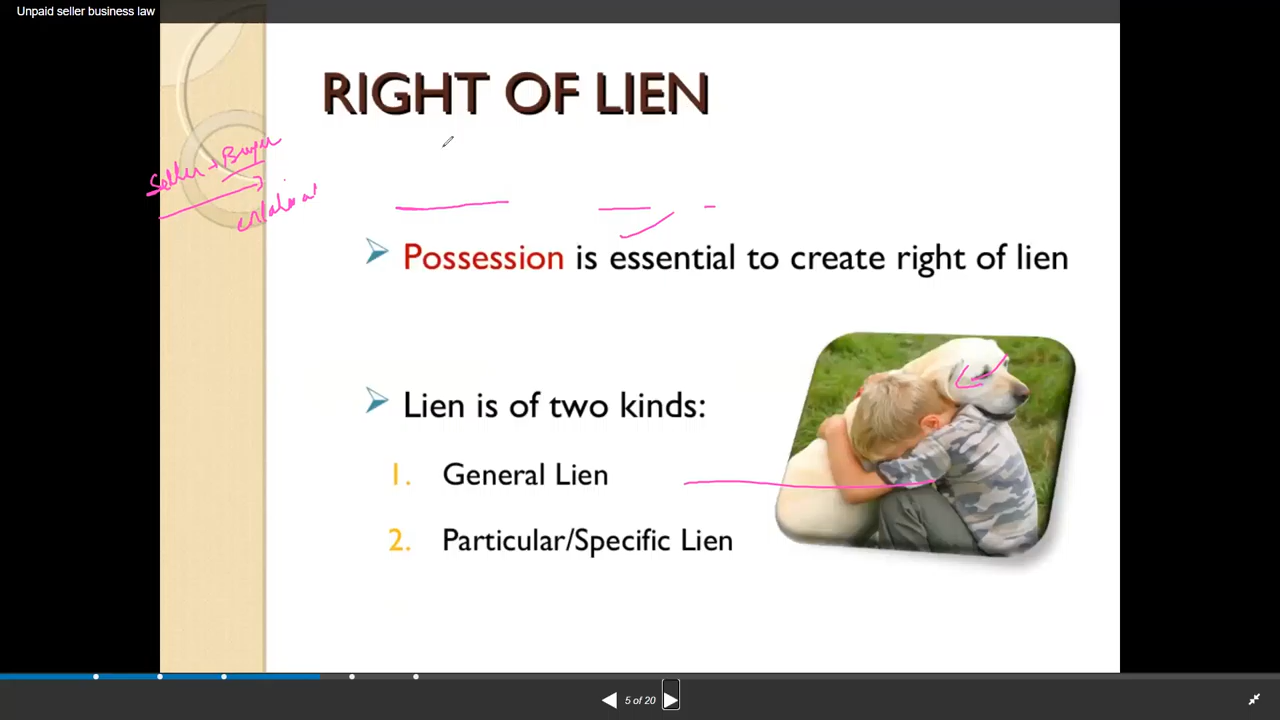 Unpaid seller business law
RIGHT OF LIEN
Seller + Buyer
Possession is essential to create right of lien
Lien is of two kinds:
1. General Lien
2. Particular/Specific Lien
5 of 20